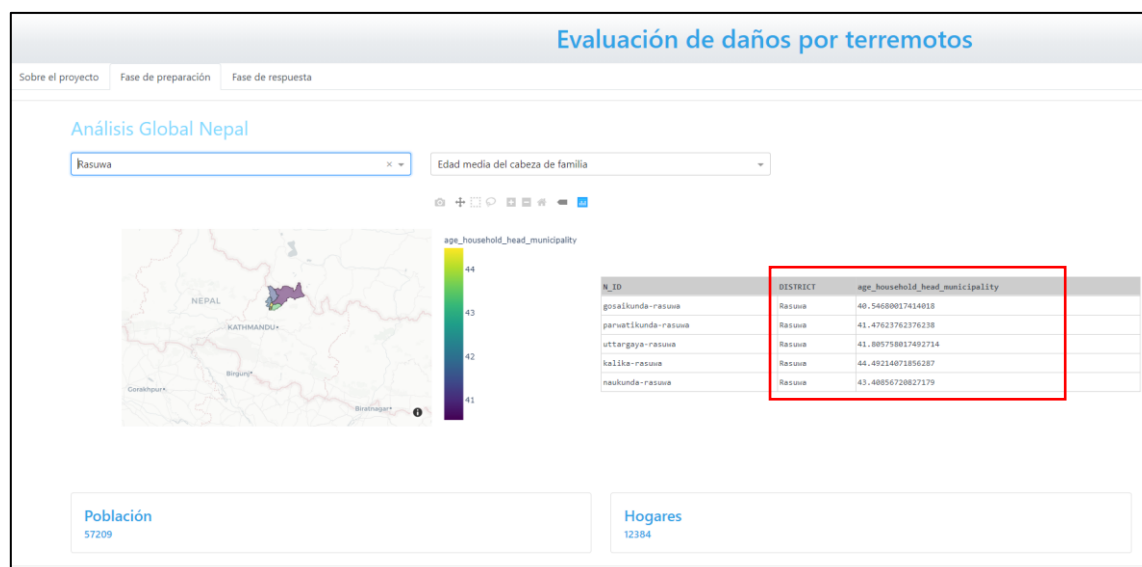 Evaluación de daños por terremotos
Sobre el proyecto Fase de preparación Fase de respuesta
Análisis Global Nepal
Rasuwa × Edad media del cabeza de familia
age_household_head_municipality
44
43
42
41
NEPAL
KATHMANDU
Birgunj
Gorakhpur
Biratnagar
N_ID DISTRICT age_household_head_municipality
gosaikunda-rasuwa Rasuwa 40.54680017414018
parwatikunda-rasuwa Rasuwa 41.47623762376238
uttargaya-rasuwa Rasuwa 41.805758017492714
kalika-rasuwa Rasuwa 44.49214071856287
naukunda-rasuwa Rasuwa 43.40856720827179
Población
57209
Hogares
12384